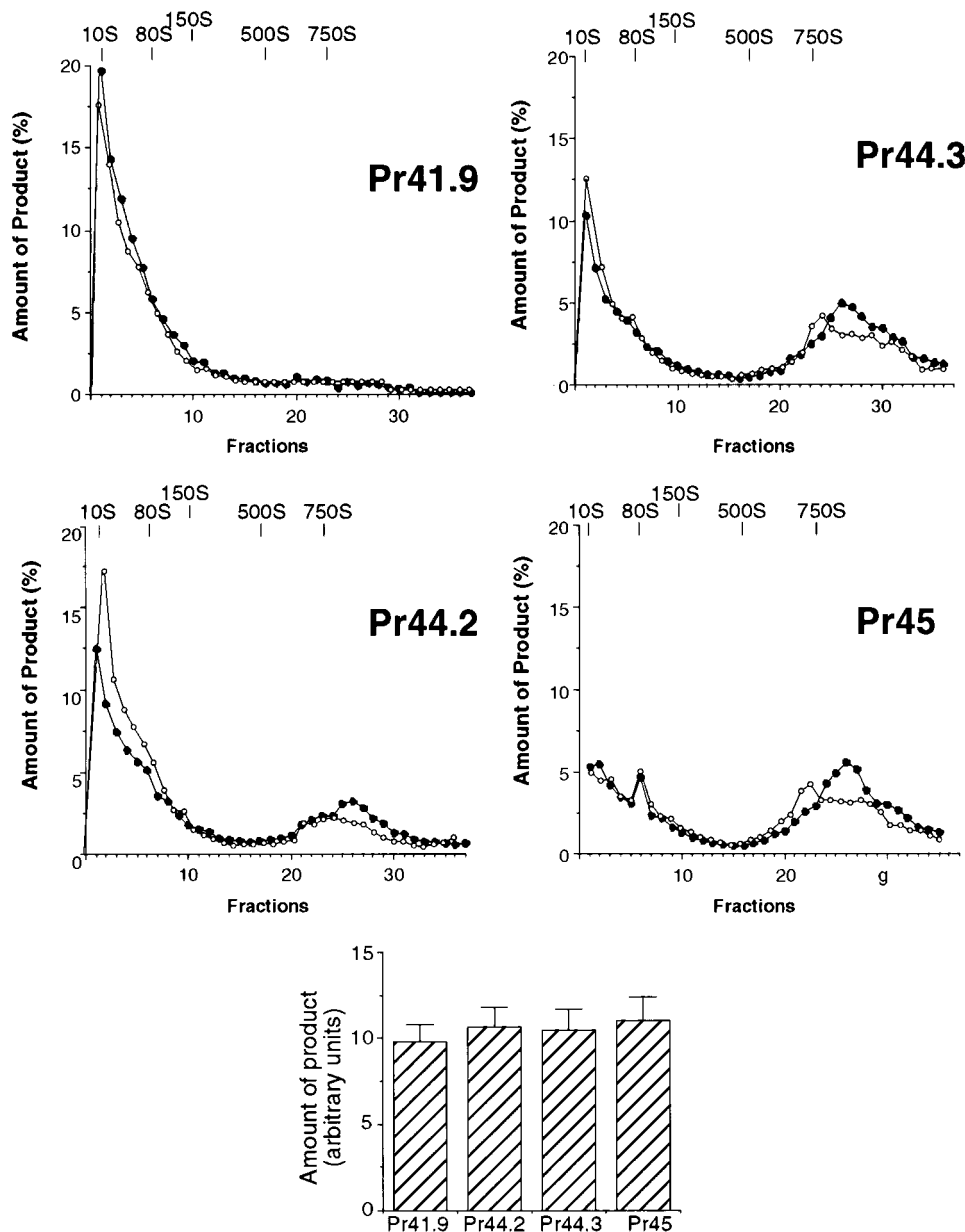 150S
10S 80S 500S 750S
20
15
10
5
0
Amount of Product (%)
Pr41.9
10 20 30
Fractions
150S
10S 80S 500S 750S
20
15
10
5
0
Amount of Product (%)
Pr44.3
10 20 30
Fractions
150S
10S 80S 500S 750S
20
15
10
5
0
Amount of Product (%)
Pr44.2
10 20 30
Fractions
150S
10S 80S 500S 750S
20
15
10
5
0
Amount of Product (%)
Pr45
10 20 g
Fractions
15
10
5
0
Amount of product
(arbitrary units)
Pr41.9 Pr44.2 Pr44.3 Pr45